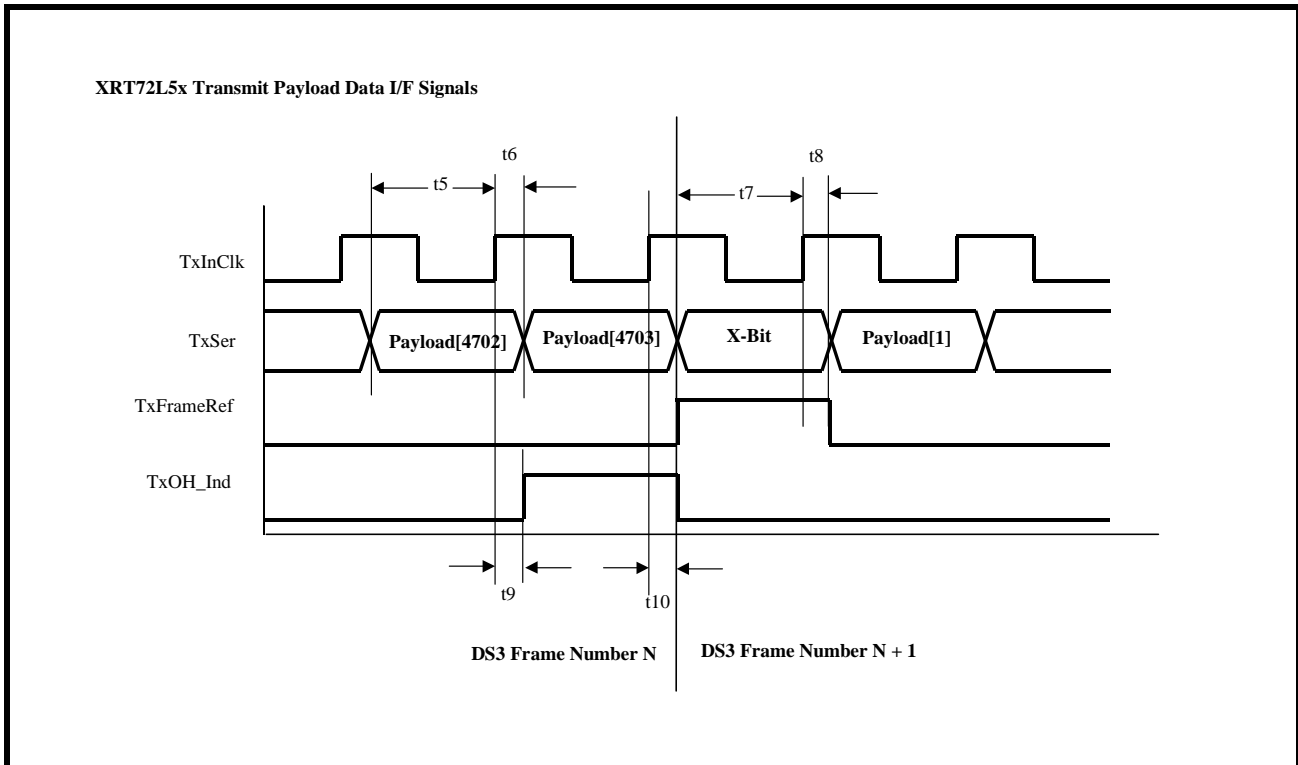 XRT72L5x Transmit Payload Data I/F Signals
t6
t8
t5
t7
TxInClk
TxSer
Payload[4702]
Payload[4703]
X-Bit
Payload[1]
TxFrameRef
TxOH_Ind
t9
t10
DS3 Frame Number N
DS3 Frame Number N + 1